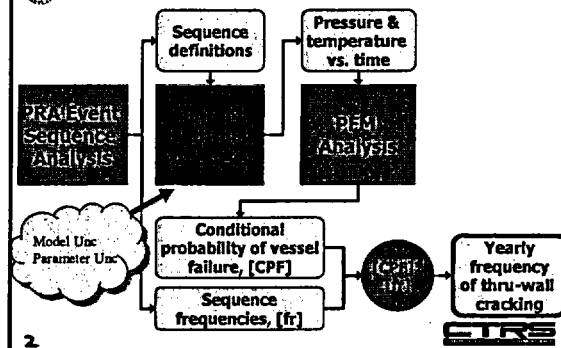 Sequence
definitions
Pressure &
temperature
vs. time
PRA Event
Sequence
Analysis
PFM
Analysis
Model Unc
Parameter Unc
Conditional
probability of vessel
failure, [CPF]
Sequence
frequencies, [fr]
Yearly
frequency
of thru-wall
cracking
CTRS
2